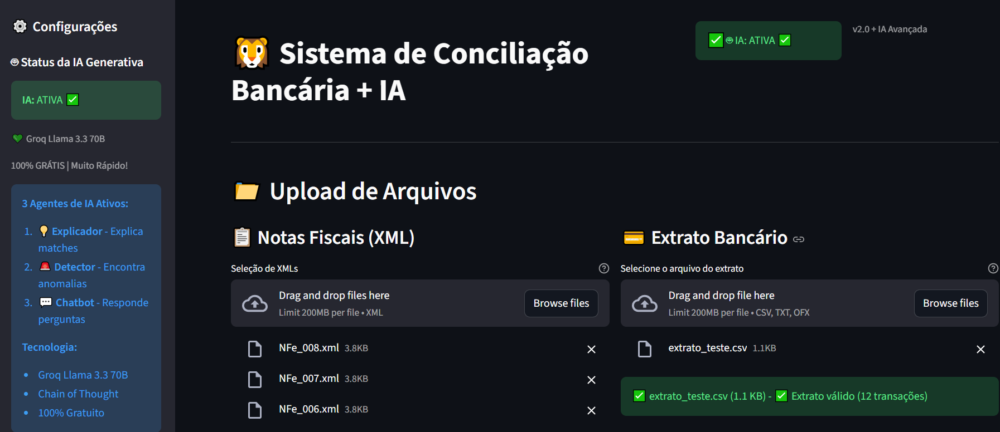 Configurações
Status da IA Generativa
IA: ATIVA ✅
Groq Llama 3.3 70B
100% GRÁTIS | Muito Rápido!
3 Agentes de IA Ativos:
1. Explicador - Explica
matches
2. Detector - Encontra
anomalias
3. Chatbot - Responde
perguntas
Tecnologia:
• Groq Llama 3.3 70B
• Chain of Thought
• 100% Gratuito
Sistema de Conciliação
Bancária + IA
✅ IA: ATIVA ✅
v2.0 + IA Avançada
Upload de Arquivos
Notas Fiscais (XML)
Seleção de XMLs
Drag and drop files here
Limit 200MB per file • XML
Browse files
NFe_008.xml 3.8KB
NFe_007.xml 3.8KB
NFe_006.xml 3.8KB
Extrato Bancário
Selecione o arquivo do extrato
Drag and drop file here
Limit 200MB per file • CSV, TXT, OFX
Browse files
extrato_teste.csv 1.1KB
✅ extrato_teste.csv (1.1 KB) - ✅ Extrato válido (12 transações)